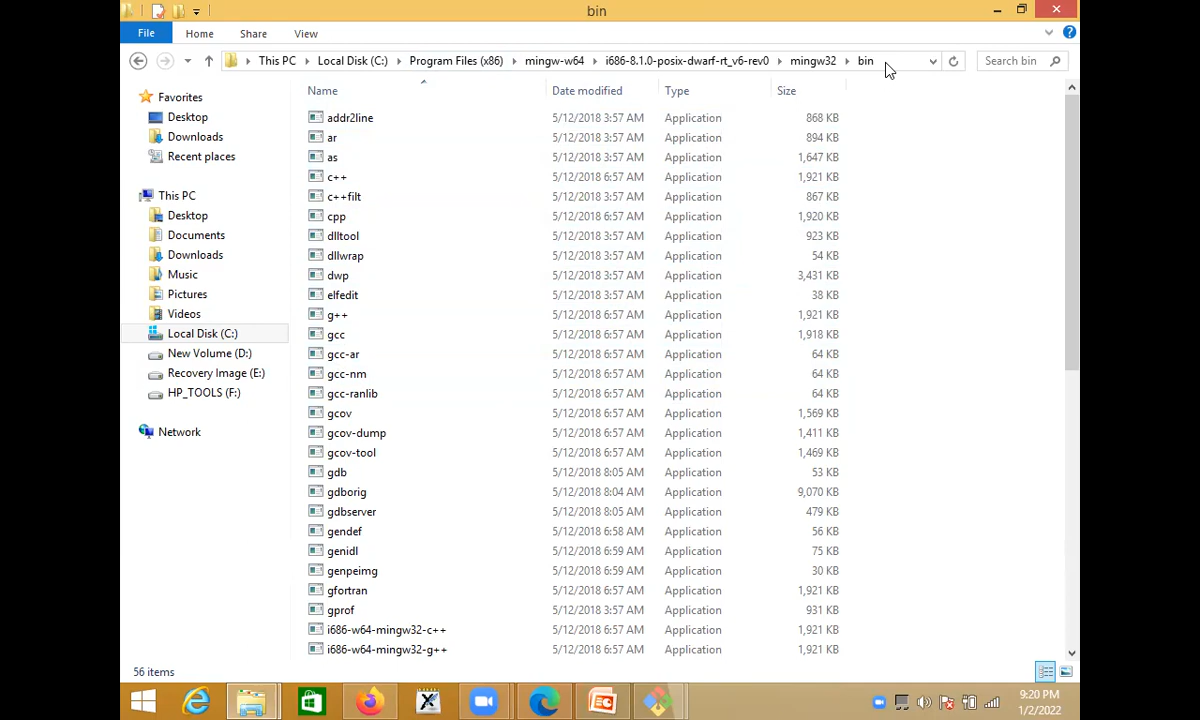 bin
File Home Share View
This PC Local Disk (C:) Program Files (x86) mingw-w64 i686-8.1.0-posix-dwarf-rt_v6-rev0 mingw32 bin Search bin
Name Date modified Type Size
Favorites
Desktop
Downloads
Recent places
This PC
Desktop
Documents
Downloads
Music
Pictures
Videos
Local Disk (C:)
New Volume (D:)
Recovery Image (E:)
HP_TOOLS (F:)
Network
addr2line 5/12/2018 3:57 AM Application 868 KB
ar 5/12/2018 3:57 AM Application 894 KB
as 5/12/2018 3:57 AM Application 1,647 KB
c++ 5/12/2018 6:57 AM Application 1,921 KB
c++filt 5/12/2018 3:57 AM Application 867 KB
cpp 5/12/2018 6:57 AM Application 1,920 KB
dlltool 5/12/2018 3:57 AM Application 923 KB
dllwrap 5/12/2018 3:57 AM Application 54 KB
dwp 5/12/2018 3:57 AM Application 3,431 KB
elfedit 5/12/2018 3:57 AM Application 38 KB
g++ 5/12/2018 6:57 AM Application 1,921 KB
gcc 5/12/2018 6:57 AM Application 1,918 KB
gcc-ar 5/12/2018 6:57 AM Application 64 KB
gcc-nm 5/12/2018 6:57 AM Application 64 KB
gcc-ranlib 5/12/2018 6:57 AM Application 64 KB
gcov 5/12/2018 6:57 AM Application 1,569 KB
gcov-dump 5/12/2018 6:57 AM Application 1,411 KB
gcov-tool 5/12/2018 6:57 AM Application 1,469 KB
gdb 5/12/2018 8:05 AM Application 53 KB
gdborig 5/12/2018 8:04 AM Application 9,070 KB
gdbserver 5/12/2018 8:05 AM Application 479 KB
gendef 5/12/2018 6:58 AM Application 56 KB
genidl 5/12/2018 6:59 AM Application 75 KB
genpeimg 5/12/2018 6:59 AM Application 30 KB
gfortran 5/12/2018 6:57 AM Application 1,921 KB
gprof 5/12/2018 3:57 AM Application 931 KB
i686-w64-mingw32-c++ 5/12/2018 6:57 AM Application 1,921 KB
i686-w64-mingw32-g++ 5/12/2018 6:57 AM Application 1,921 KB
56 items
9:20 PM
1/2/2022